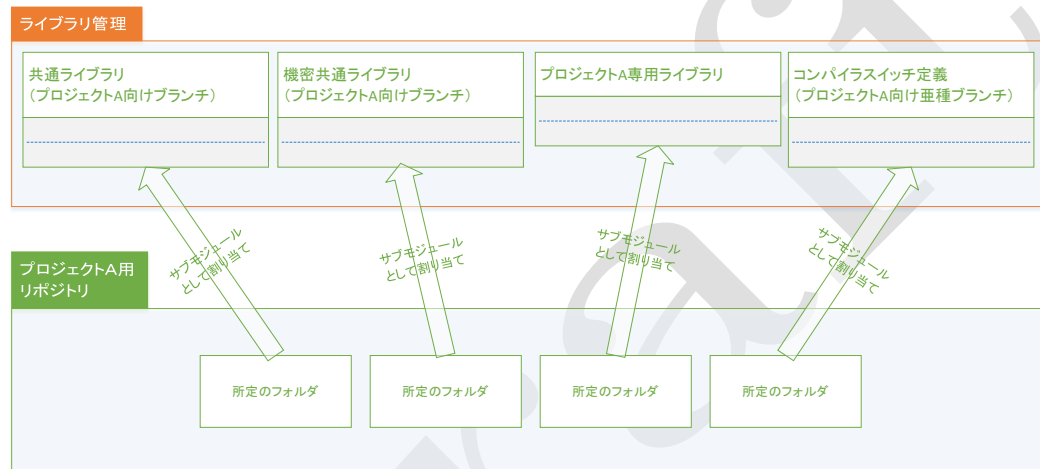 ライブラリ管理
共通ライブラリ
（プロジェクトA向けブランチ）
機密共通ライブラリ
（プロジェクトA向けブランチ）
プロジェクトA専用ライブラリ
コンパイラスイッチ定義
（プロジェクトA向け亜種ブランチ）
サブモジュール
として割り当て
サブモジュール
として割り当て
サブモジュール
として割り当て
サブモジュール
として割り当て
プロジェクトA用
リポジトリ
所定のフォルダ
所定のフォルダ
所定のフォルダ
所定のフォルダ